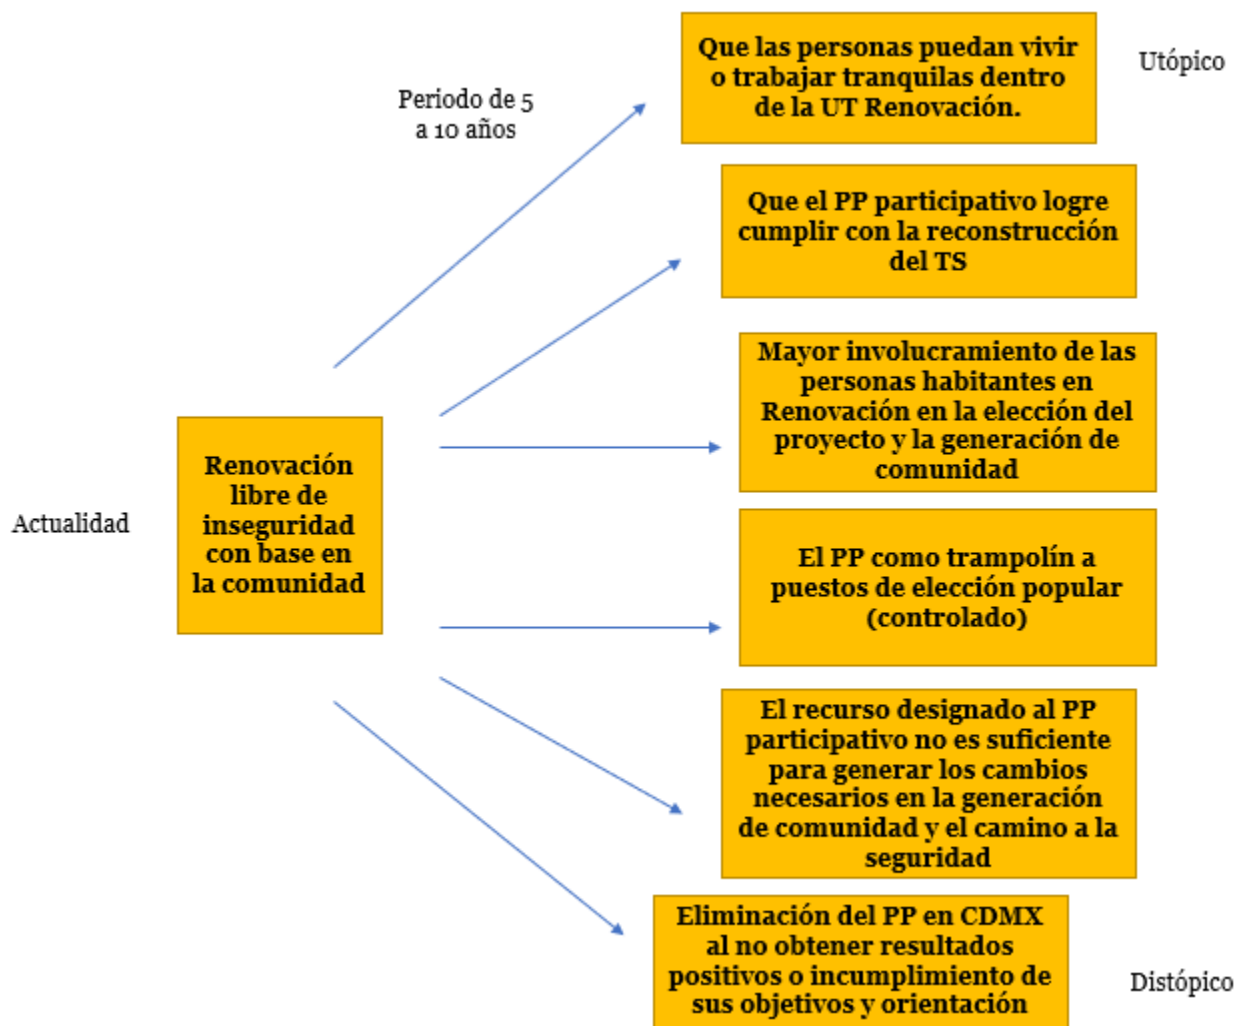 Que las personas puedan vivir
o trabajar tranquilas dentro
de la UT Renovación.
Utópico
Periodo de 5
a 10 años
Que el PP participativo logre
cumplir con la reconstrucción
del TS
Mayor involucramiento de las
personas habitantes en
Renovación en la elección del
proyecto y la generación de
comunidad
Actualidad
Renovación
libre de
inseguridad
con base en
la comunidad
El PP como trampolín a
puestos de elección popular
(controlado)
El recurso designado al PP
participativo no es suficiente
para generar los cambios
necesarios en la generación
de comunidad y el camino a la
seguridad
Eliminación del PP en CDMX
al no obtener resultados
positivos o incumplimiento de
sus objetivos y orientación
Distópico